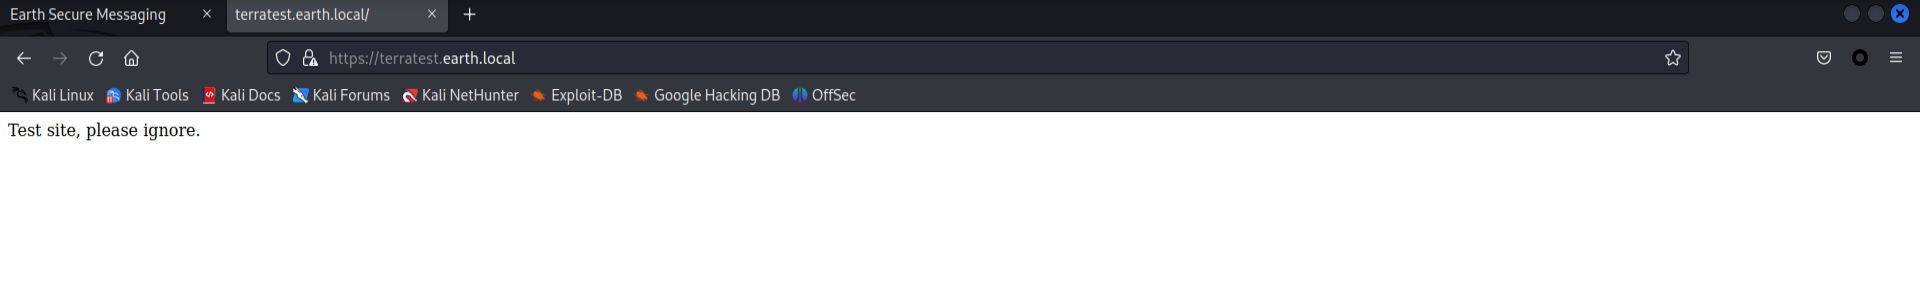 Earth Secure Messaging
terratest.earth.local/
https://terratest.earth.local
Kali Linux Kali Tools Kali Docs Kali Forums Kali NetHunter Exploit-DB Google Hacking DB OffSec
Test site, please ignore.